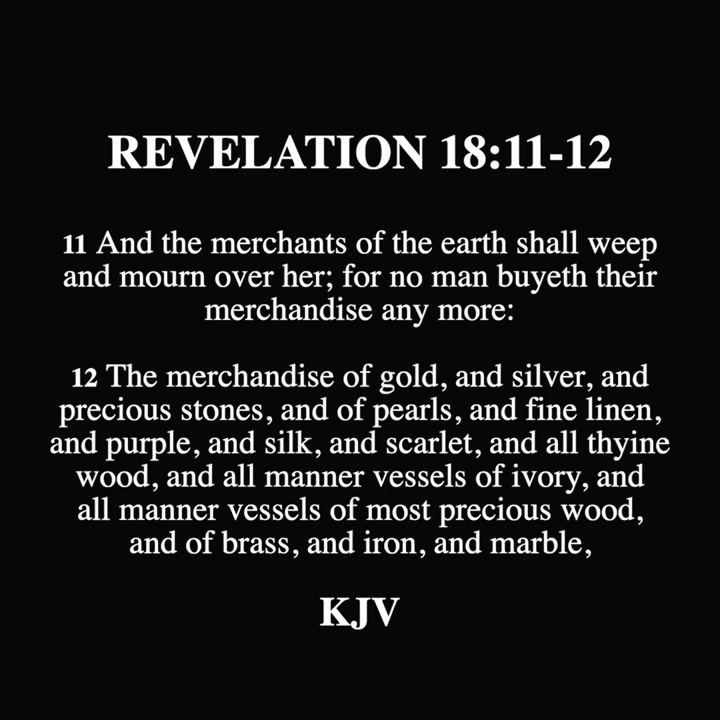 REVELATION 18:11-12
11 And the merchants of the earth shall weep
and mourn over her; for no man buyeth their
merchandise any more:
12 The merchandise of gold, and silver, and
precious stones, and of pearls, and fine linen,
and purple, and silk, and scarlet, and all thyine
wood, and all manner vessels of ivory, and
all manner vessels of most precious wood,
and of brass, and iron, and marble,
KJV